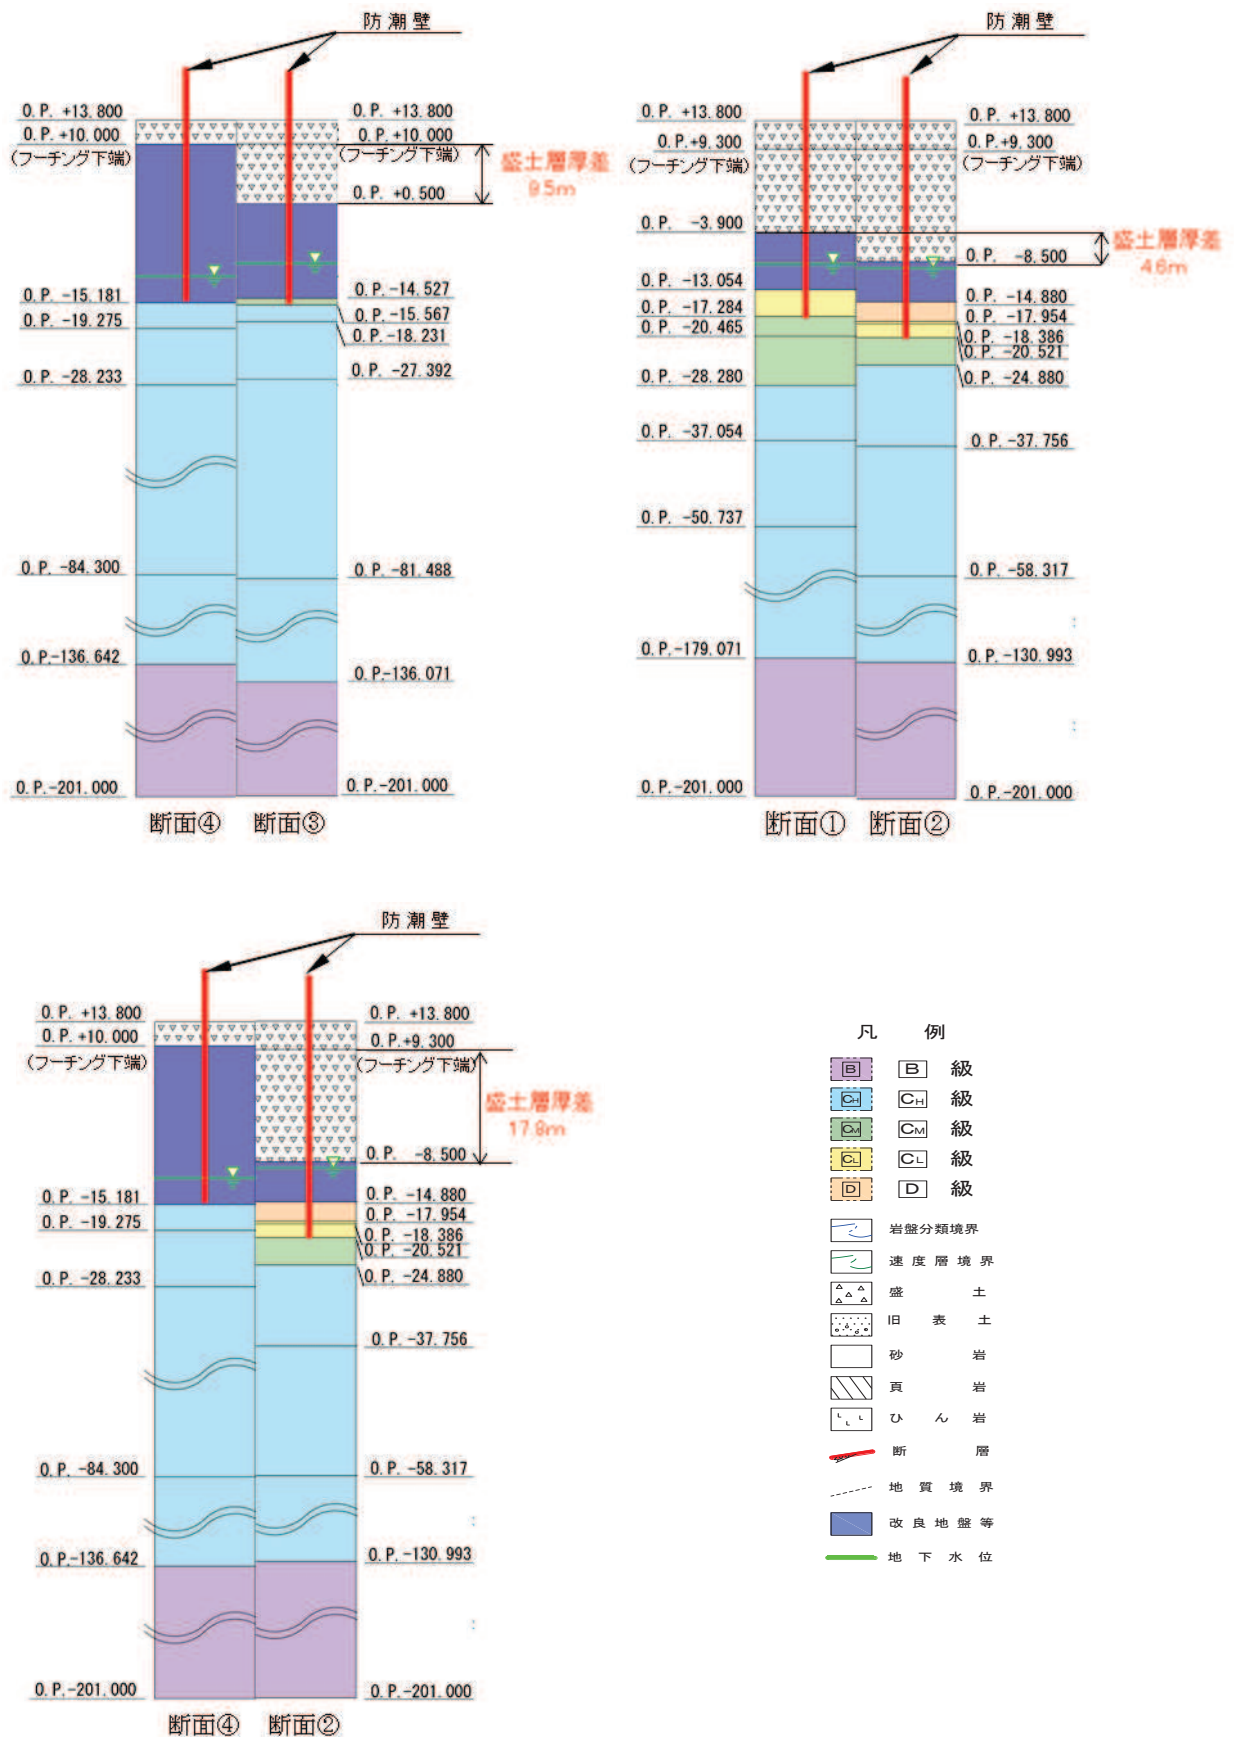 防潮壁
O.P. +13.800
O.P. +10.000
(フーチング下端)
O.P. -15.181
O.P. -19.275
O.P. -28.233
O.P. -84.300
O.P.-136.642
O.P.-201.000
O.P. +13.800
O.P. +10.000
(フーチング下端)
O.P. +0.500
盛土層厚差
9.5m
O.P. -14.527
O.P. -15.567
O.P. -18.231
O.P. -27.392
O.P. -81.488
O.P.-136.071
O.P.-201.000
断面④
断面③
防潮壁
O.P. +13.800
O.P.+9.300
(フーチング下端)
O.P. -3.900
O.P. -13.054
O.P. -17.284
O.P. -20.465
O.P. -28.280
O.P. -37.054
O.P. -50.737
O.P.-179.071
O.P.-201.000
O.P. +13.800
O.P.+9.300
(フーチング下端)
盛土層厚差
4.6m
O.P. -8.500
O.P. -14.880
O.P. -17.954
O.P. -18.386
O.P. -20.521
O.P. -24.880
O.P. -37.756
O.P. -58.317
O.P.-130.993
O.P.-201.000
断面①
断面②
防潮壁
O.P. +13.800
O.P. +10.000
(フーチング下端)
O.P. -15.181
O.P. -19.275
O.P. -28.233
O.P. -84.300
O.P.-136.642
O.P.-201.000
O.P. +13.800
O.P.+9.300
(フーチング下端)
盛土層厚差
17.8m
O.P. -8.500
O.P. -14.880
O.P. -17.954
O.P. -18.386
O.P. -20.521
O.P. -24.880
O.P. -37.756
O.P. -58.317
O.P.-130.993
O.P.-201.000
断面④
断面②
凡例
B B 級
CH CH 級
CM CM 級
CL CL 級
D D 級
岩盤分類境界
速度層境界
盛土
旧表土
砂岩
頁岩
ひん岩
断層
地質境界
改良地盤等
地下水位